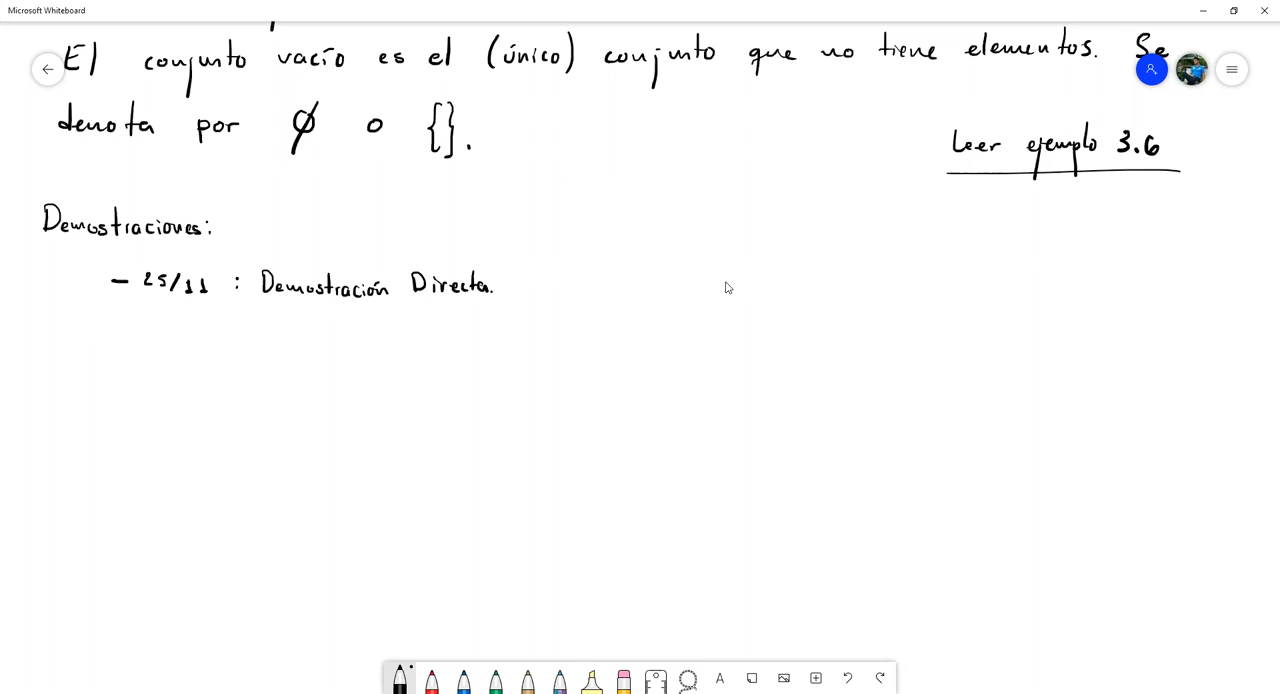 Microsoft Whiteboard
El conjunto vacío es el (único) conjunto que no tiene elementos. Se
denota por ∅ o {}.
Leer ejemplo 3.6
Demostraciones:
- 25/11 : Demostración Directa.
A